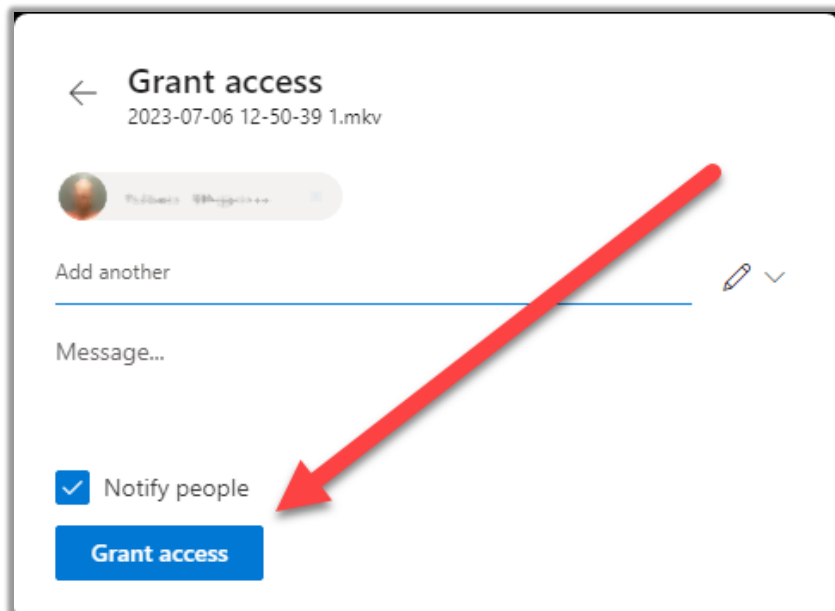 Grant access
2023-07-06 12-50-39 1.mkv
Add another
Message...
Notify people
Grant access